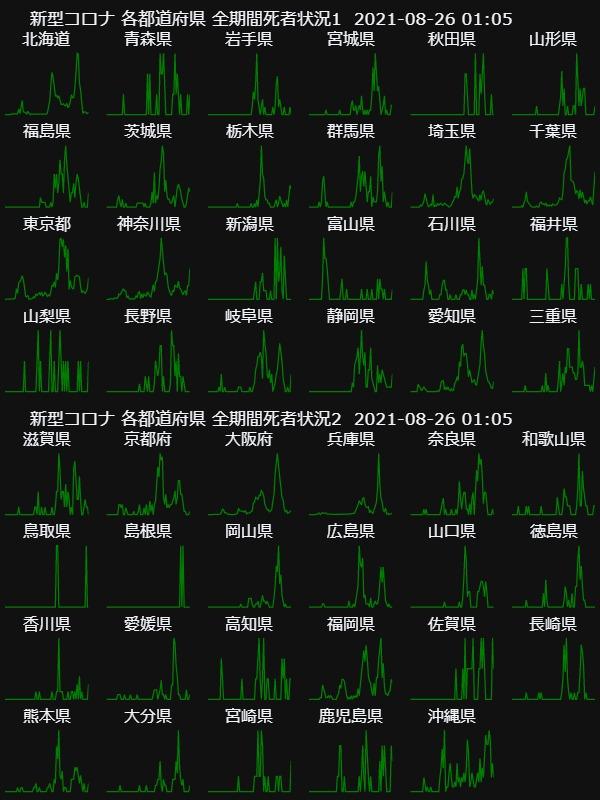 新型コロナ 各都道府県 全期間死者状況1 2021-08-26 01:05
北海道 青森県 岩手県 宮城県 秋田県 山形県
福島県 茨城県 栃木県 群馬県 埼玉県 千葉県
東京都 神奈川県 新潟県 富山県 石川県 福井県
山梨県 長野県 岐阜県 静岡県 愛知県 三重県
新型コロナ 各都道府県 全期間死者状況2 2021-08-26 01:05
滋賀県 京都府 大阪府 兵庫県 奈良県 和歌山県
鳥取県 島根県 岡山県 広島県 山口県 徳島県
香川県 愛媛県 高知県 福岡県 佐賀県 長崎県
熊本県 大分県 宮崎県 鹿児島県 沖縄県